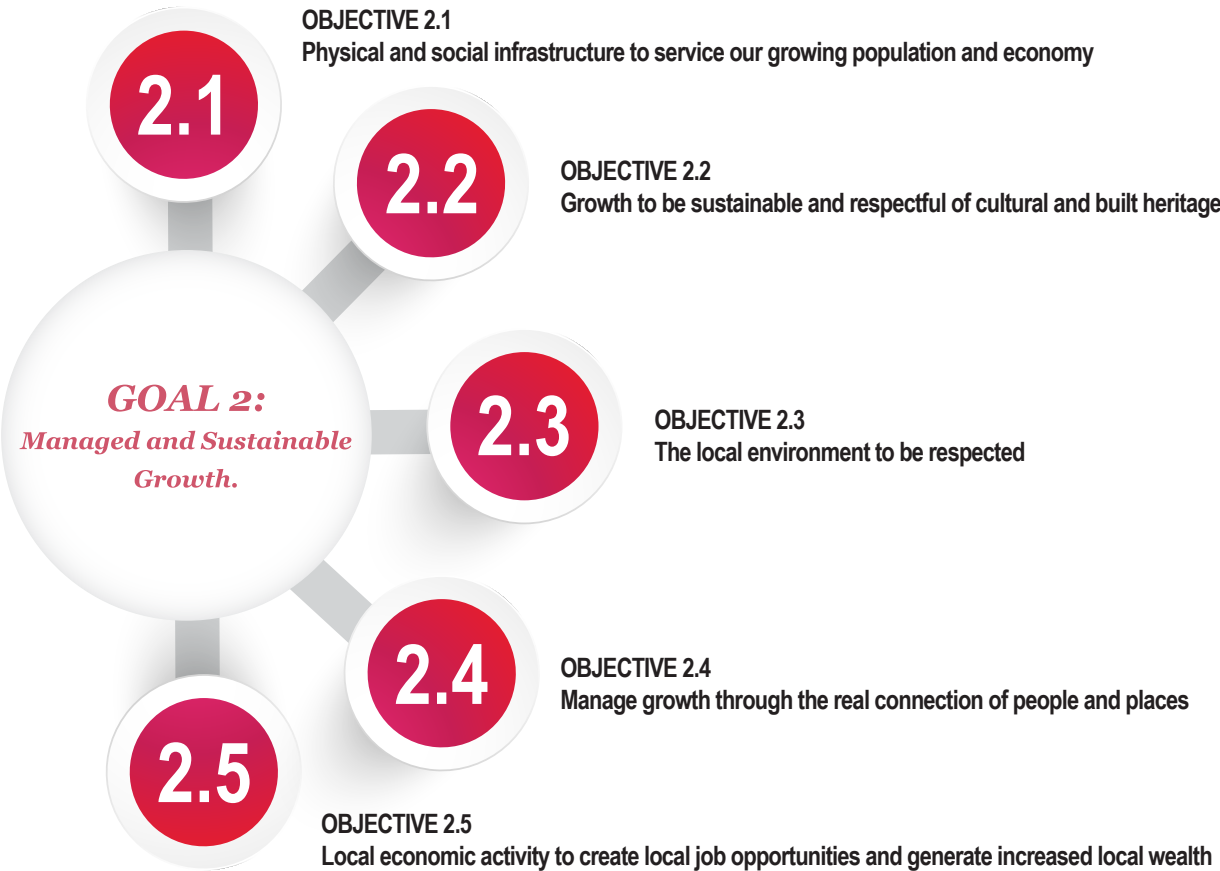 OBJECTIVE 2.1
Physical and social infrastructure to service our growing population and economy
2.1
OBJECTIVE 2.2
Growth to be sustainable and respectful of cultural and built heritage
2.2
GOAL 2:
Managed and Sustainable
Growth.
2.3
OBJECTIVE 2.3
The local environment to be respected
2.4
OBJECTIVE 2.4
Manage growth through the real connection of people and places
2.5
OBJECTIVE 2.5
Local economic activity to create local job opportunities and generate increased local wealth